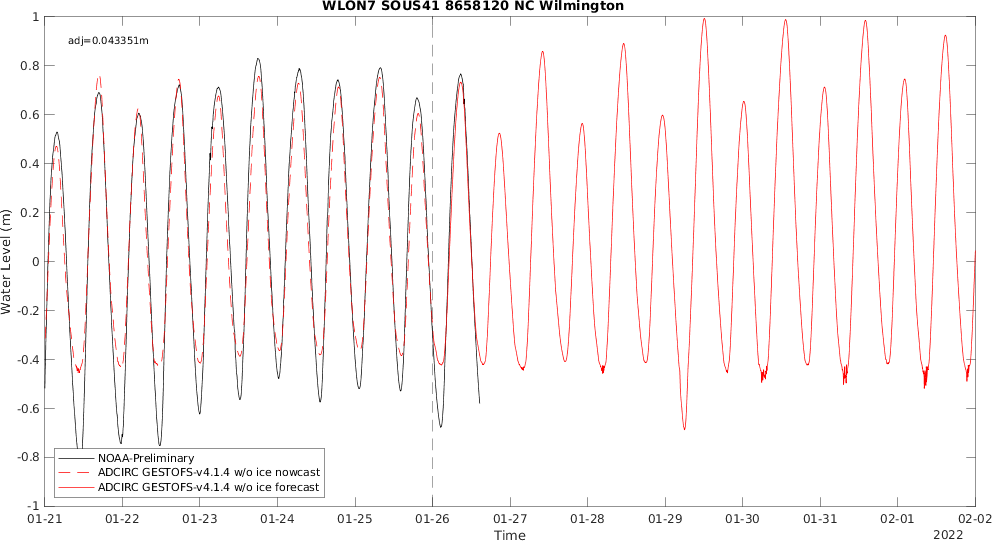 WLON7 SOUS41 8658120 NC Wilmington
adj=0.043351m
1
0.8
0.6
0.4
0.2
0
-0.2
-0.4
-0.6
-0.8
-1
Water Level (m)
NOAA-Preliminary
ADCIRC GESTOFS-v4.1.4 w/o ice nowcast
ADCIRC GESTOFS-v4.1.4 w/o ice forecast
01-21 01-22 01-23 01-24 01-25 01-26 01-27 01-28 01-29 01-30 01-31 02-01 02-02
Time
2022